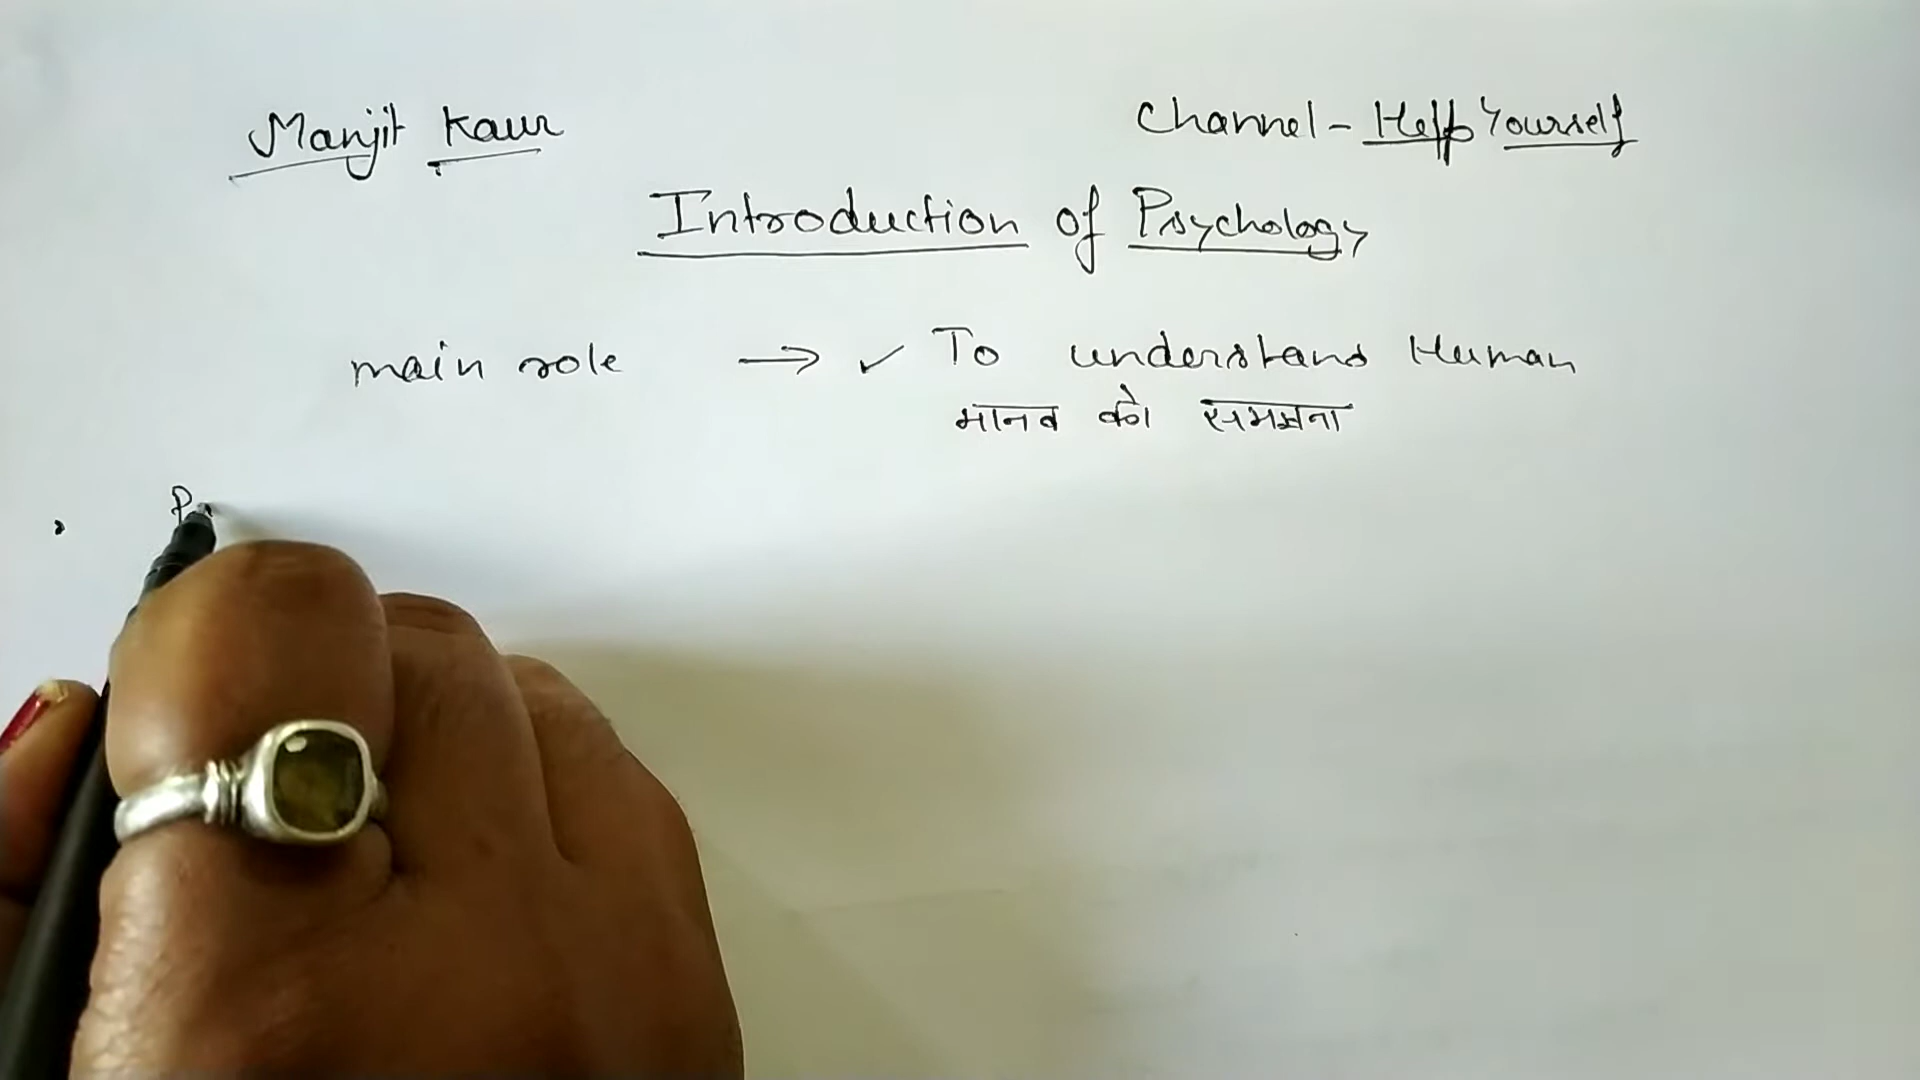 Manjit Kaur
Channel - Help Yourself
Introduction of Psychology
main role → ✓ To understand Human
मानव को समझना